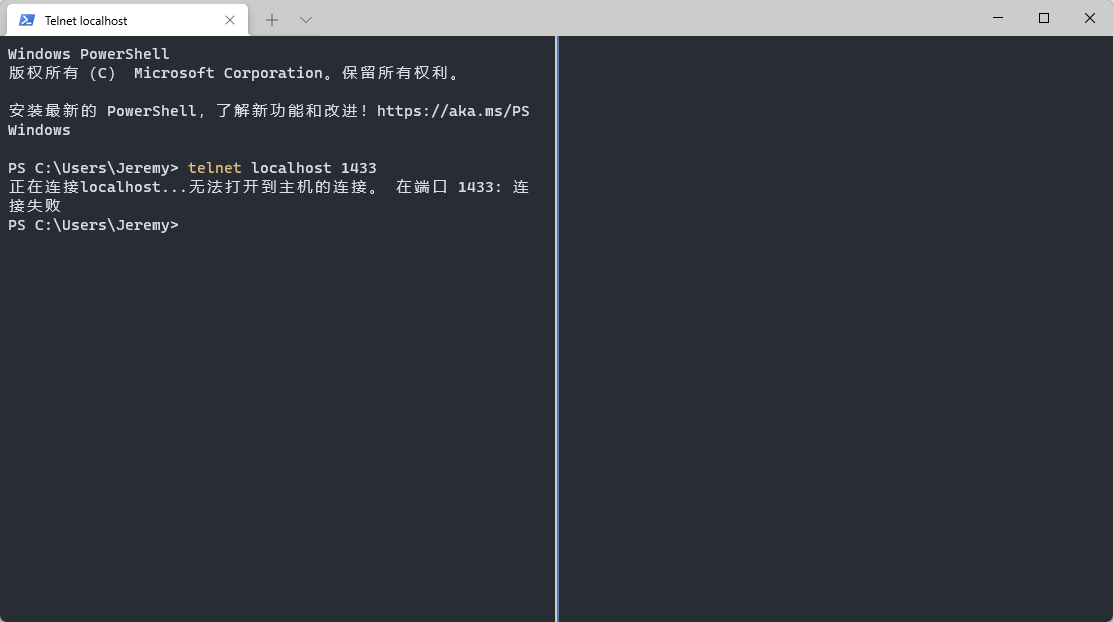 Telnet localhost
Windows PowerShell
版权所有 (C) Microsoft Corporation。保留所有权利。
安装最新的 PowerShell，了解新功能和改进！https://aka.ms/PS
Windows
PS C:\Users\Jeremy> telnet localhost 1433
正在连接localhost...无法打开到主机的连接。 在端口 1433: 连
接失败
PS C:\Users\Jeremy>